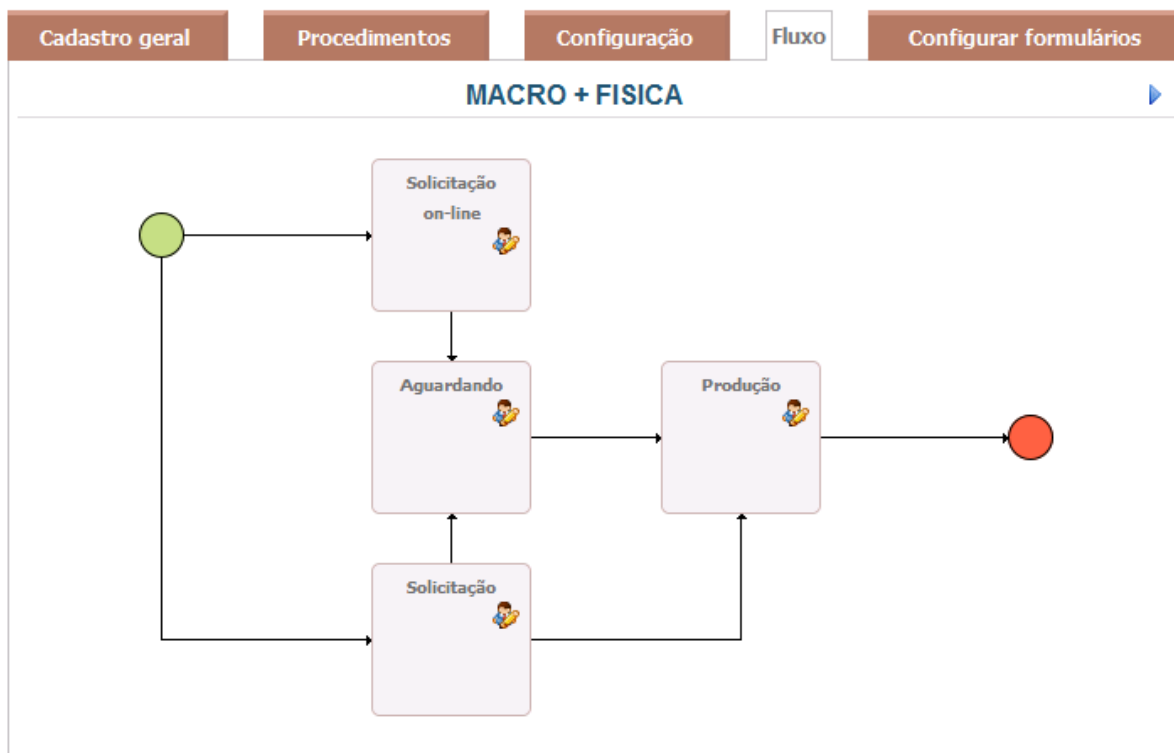 Cadastro geral
Procedimentos
Configuração
Fluxo
Configurar formulários
MACRO + FISICA
Solicitação
on-line
Aguardando
Produção
Solicitação